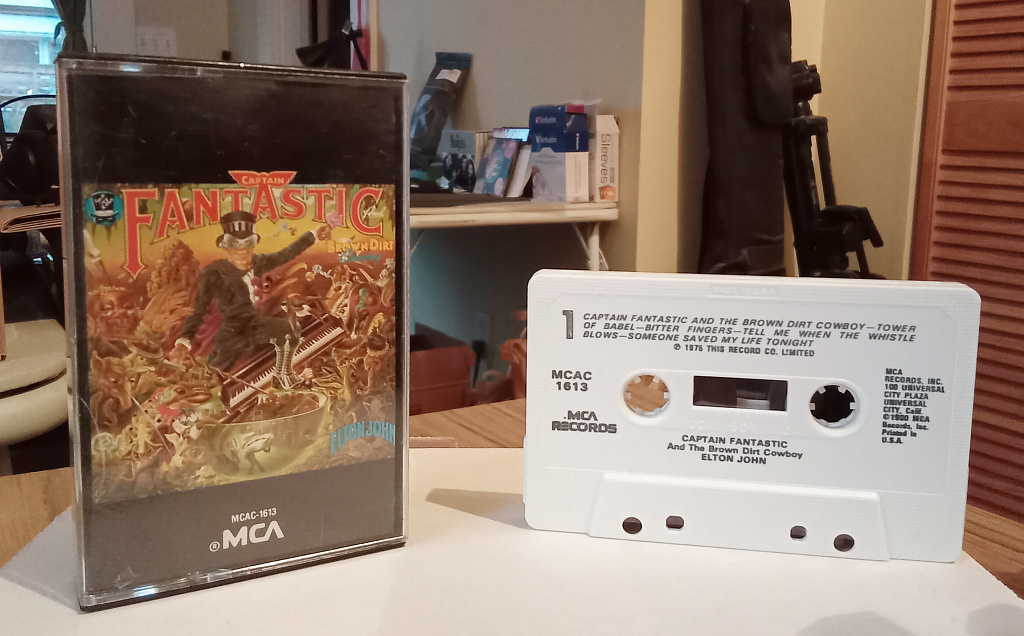 CAPTAIN
FANTASTIC
BROWN DIRT
ELTON JOHN
MCAC-1613
® MCA
Verbatim
Sleeves
1
CAPTAIN FANTASTIC AND THE BROWN DIRT COWBOY—TOWER
OF BABEL—BITTER FINGERS—TELL ME WHEN THE WHISTLE
BLOWS—SOMEONE SAVED MY LIFE TONIGHT
℗ 1975 THIS RECORD CO. LIMITED
MCAC
1613
MCA
RECORDS
CAPTAIN FANTASTIC
And The Brown Dirt Cowboy
ELTON JOHN
MCA
RECORDS, INC.
100 UNIVERSAL
CITY PLAZA
UNIVERSAL
CITY, Calif.
©1980 MCA
Records, Inc.
Printed in
U.S.A.